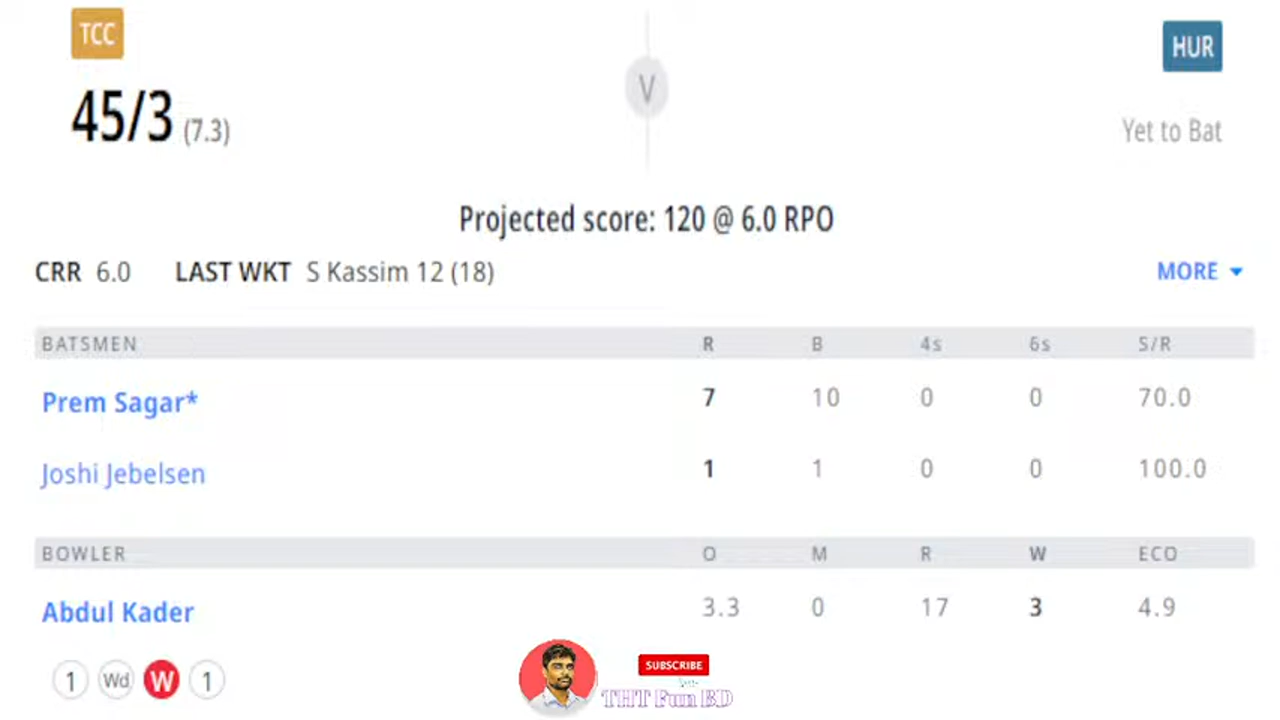 TCC
HUR
V
45/3 (7.3)
Yet to Bat
Projected score: 120 @ 6.0 RPO
CRR 6.0 LAST WKT S Kassim 12 (18) MORE
BATSMEN R B 4s 6s S/R
Prem Sagar* 7 10 0 0 70.0
Joshi Jebelsen 1 1 0 0 100.0
BOWLER O M R W ECO
Abdul Kader 3.3 0 17 3 4.9
1 Wd W 1
SUBSCRIBE
THT Fun BD